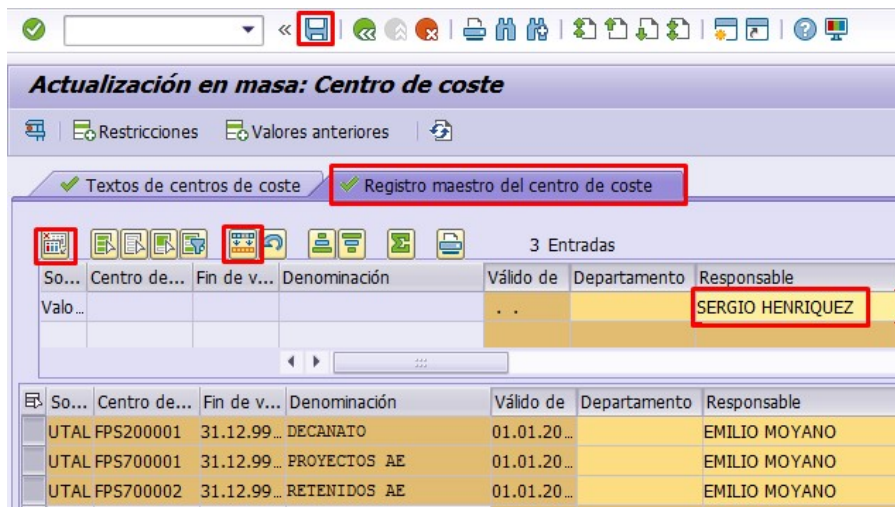 Actualización en masa: Centro de coste
Restricciones Valores anteriores
Textos de centros de coste Registro maestro del centro de coste
3 Entradas
So... Centro de... Fin de v... Denominación Válido de Departamento Responsable
Valo... . . SERGIO HENRIQUEZ
So... Centro de... Fin de v... Denominación Válido de Departamento Responsable
UTAL FPS200001 31.12.99... DECANATO 01.01.20... EMILIO MOYANO
UTAL FPS700001 31.12.99... PROYECTOS AE 01.01.20... EMILIO MOYANO
UTAL FPS700002 31.12.99... RETENIDOS AE 01.01.20... EMILIO MOYANO